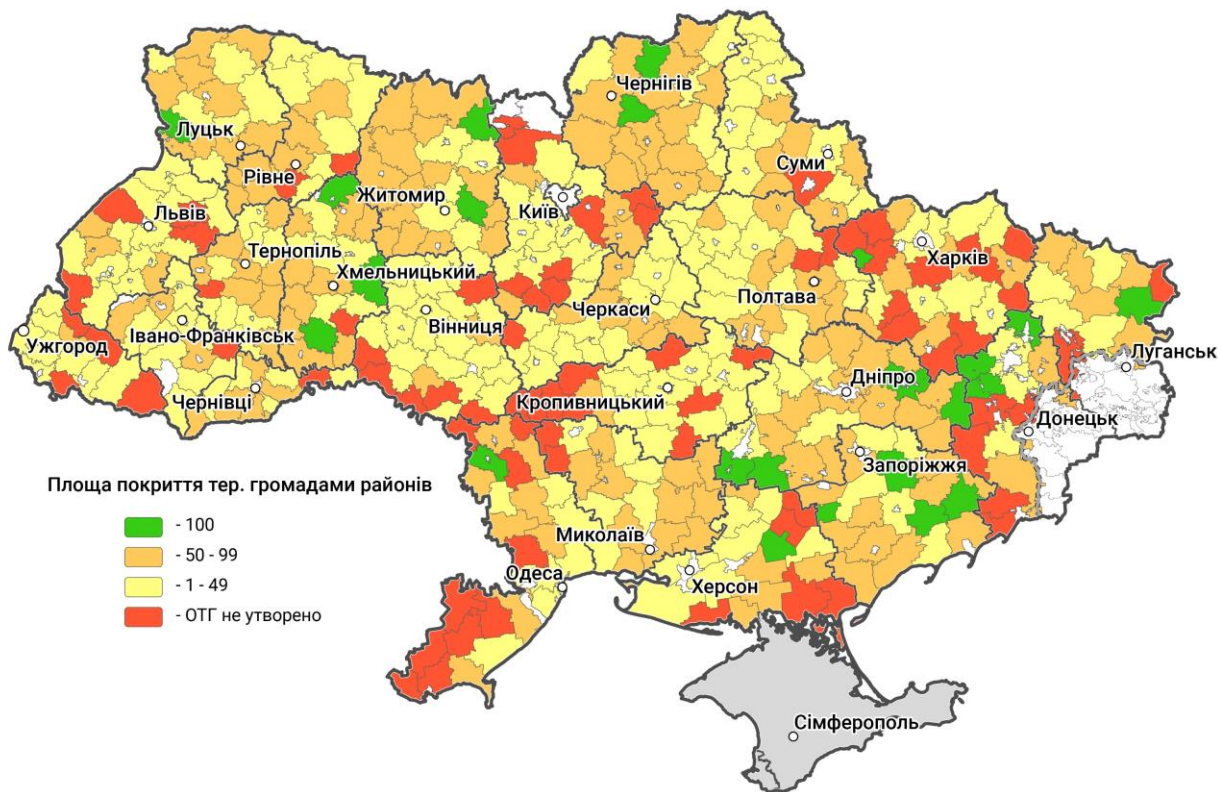 Чернігів
Луцьк
Суми
Рівне
Житомир
Київ
Львів
Харків
Тернопіль
Хмельницький
Полтава
Черкаси
Вінниця
Івано-Франківськ
Ужгород
Луганськ
Дніпро
Чернівці
Кропивницький
Донецьк
Запоріжжя
Площа покриття тер. громадами районів
- 100
- 50 - 99
- 1 - 49
- ОТГ не утворено
Миколаїв
Одеса
Херсон
Сімферополь